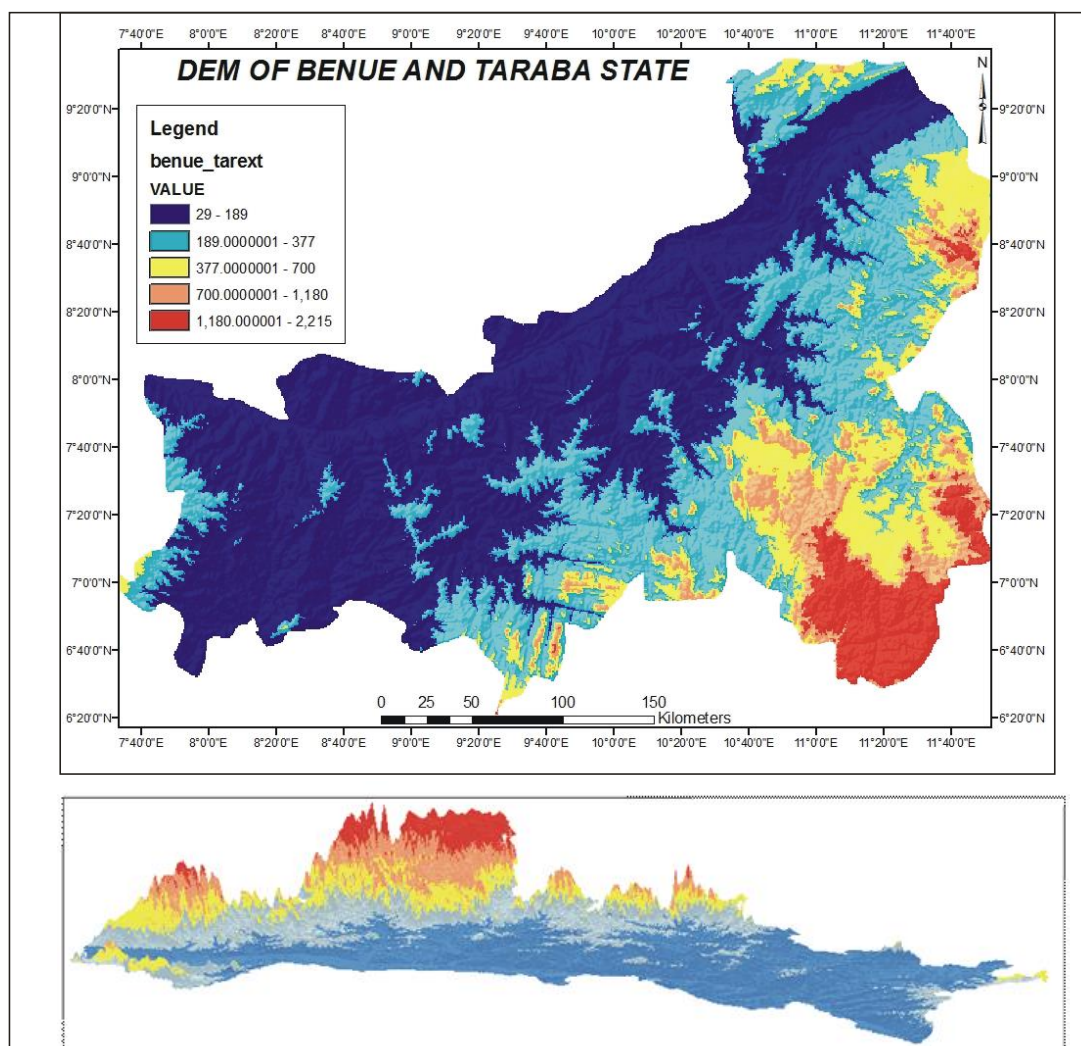 7°40'0"E 8°0'0"E 8°20'0"E 8°40'0"E 9°0'0"E 9°20'0"E 9°40'0"E 10°0'0"E 10°20'0"E 10°40'0"E 11°0'0"E 11°20'0"E 11°40'0"E
DEM OF BENUE AND TARABA STATE
N
9°20'0"N 9°20'0"N
Legend
benue_tarext
VALUE
29 - 189
189.0000001 - 377
377.0000001 - 700
700.0000001 - 1,180
1,180.000001 - 2,215
9°0'0"N 9°0'0"N
8°40'0"N 8°40'0"N
8°20'0"N 8°20'0"N
8°0'0"N 8°0'0"N
7°40'0"N 7°40'0"N
7°20'0"N 7°20'0"N
7°0'0"N 7°0'0"N
6°40'0"N 6°40'0"N
6°20'0"N 6°20'0"N
0 25 50 100 150
Kilometers
7°40'0"E 8°0'0"E 8°20'0"E 8°40'0"E 9°0'0"E 9°20'0"E 9°40'0"E 10°0'0"E 10°20'0"E 10°40'0"E 11°0'0"E 11°20'0"E 11°40'0"E